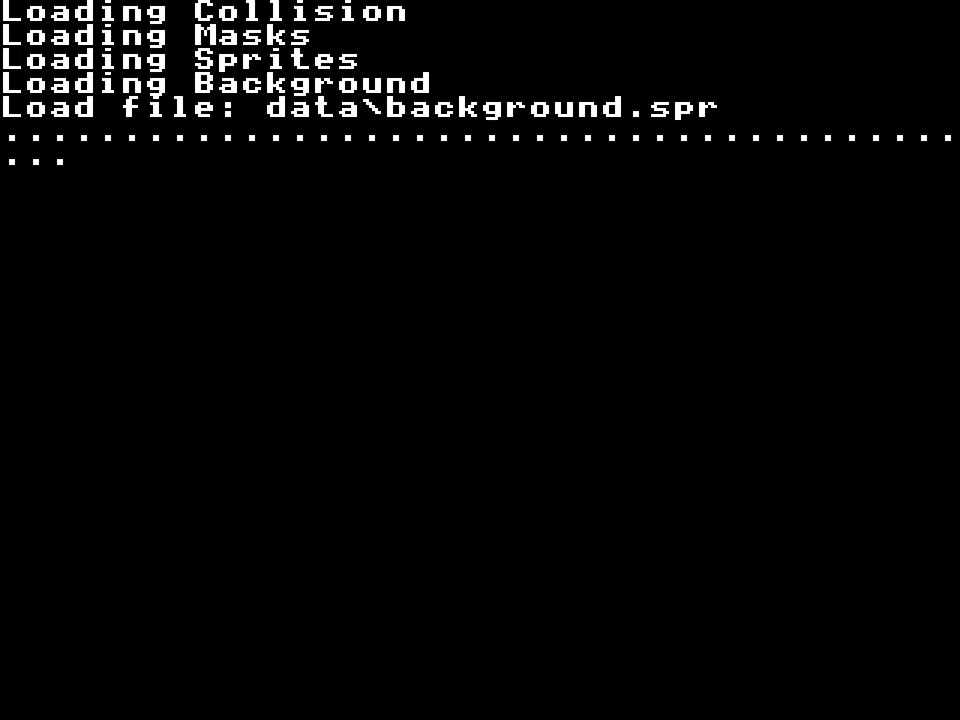 Loading Collision
Loading Masks
Loading Sprites
Loading Background
Load file: data\background.spr
........................................
...